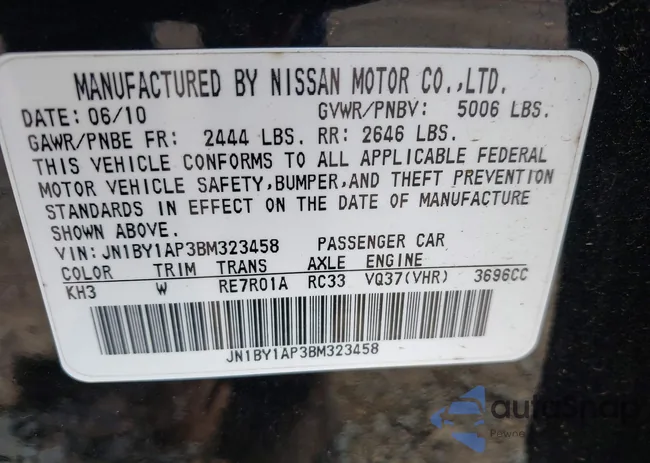 MANUFACTURED BY NISSAN MOTOR CO.,LTD.
DATE: 06/10 GVWR/PNBV: 5006 LBS.
GAWR/PNBE FR: 2444 LBS. RR: 2646 LBS.
THIS VEHICLE CONFORMS TO ALL APPLICABLE FEDERAL
MOTOR VEHICLE SAFETY,BUMPER,AND THEFT PREVENTION
STANDARDS IN EFFECT ON THE DATE OF MANUFACTURE
SHOWN ABOVE.
VIN: JN1BY1AP3BM323458 PASSENGER CAR
COLOR TRIM TRANS AXLE ENGINE
KH3 W RE7R01A RC33 VQ37(VHR) 3696CC
JN1BY1AP3BM323458
autoSnap